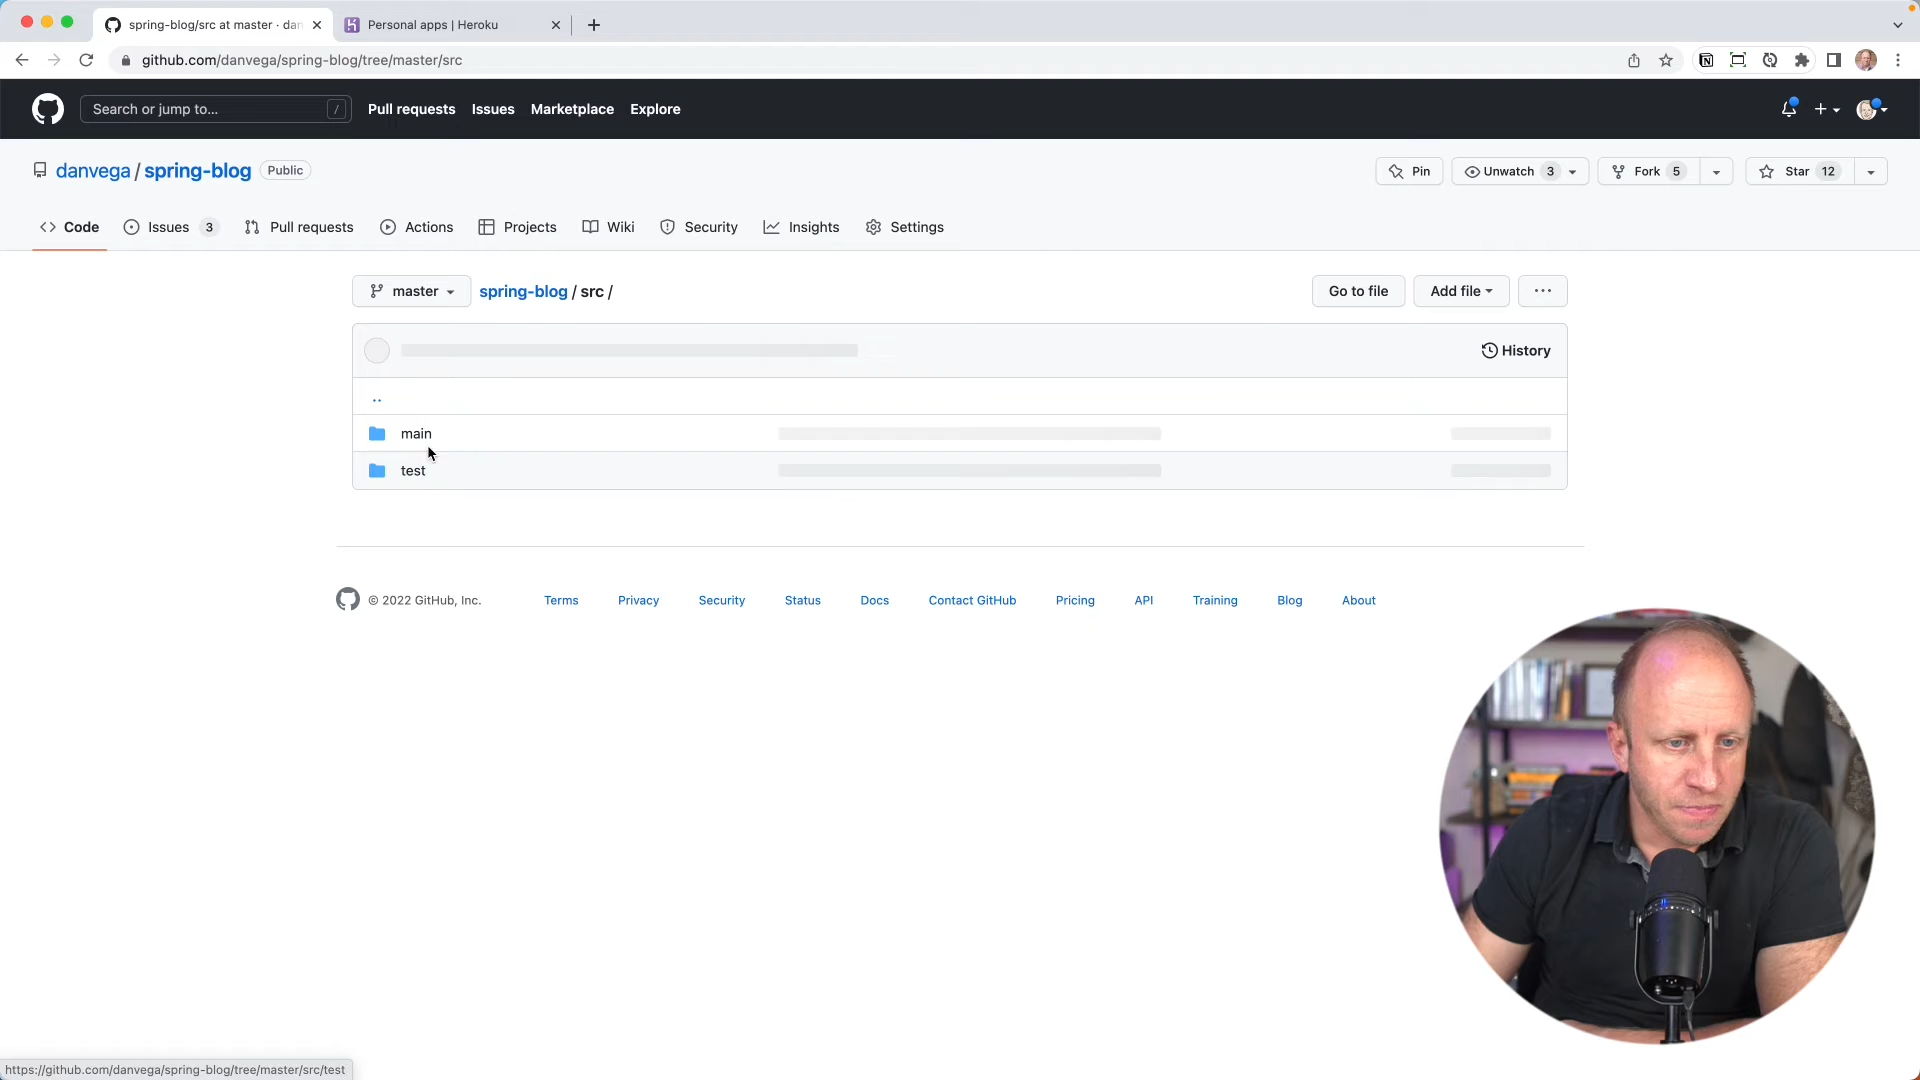 spring-blog/src at master · dan
Personal apps | Heroku
github.com/danvega/spring-blog/tree/master/src
Search or jump to...
/
Pull requests
Issues
Marketplace
Explore
danvega / spring-blog
Public
Pin
Unwatch 3
Fork 5
Star 12
Code
Issues 3
Pull requests
Actions
Projects
Wiki
Security
Insights
Settings
master
spring-blog / src /
Go to file
Add file
...
History
..
main
test
© 2022 GitHub, Inc.
Terms
Privacy
Security
Status
Docs
Contact GitHub
Pricing
API
Training
Blog
About
https://github.com/danvega/spring-blog/tree/master/src/test